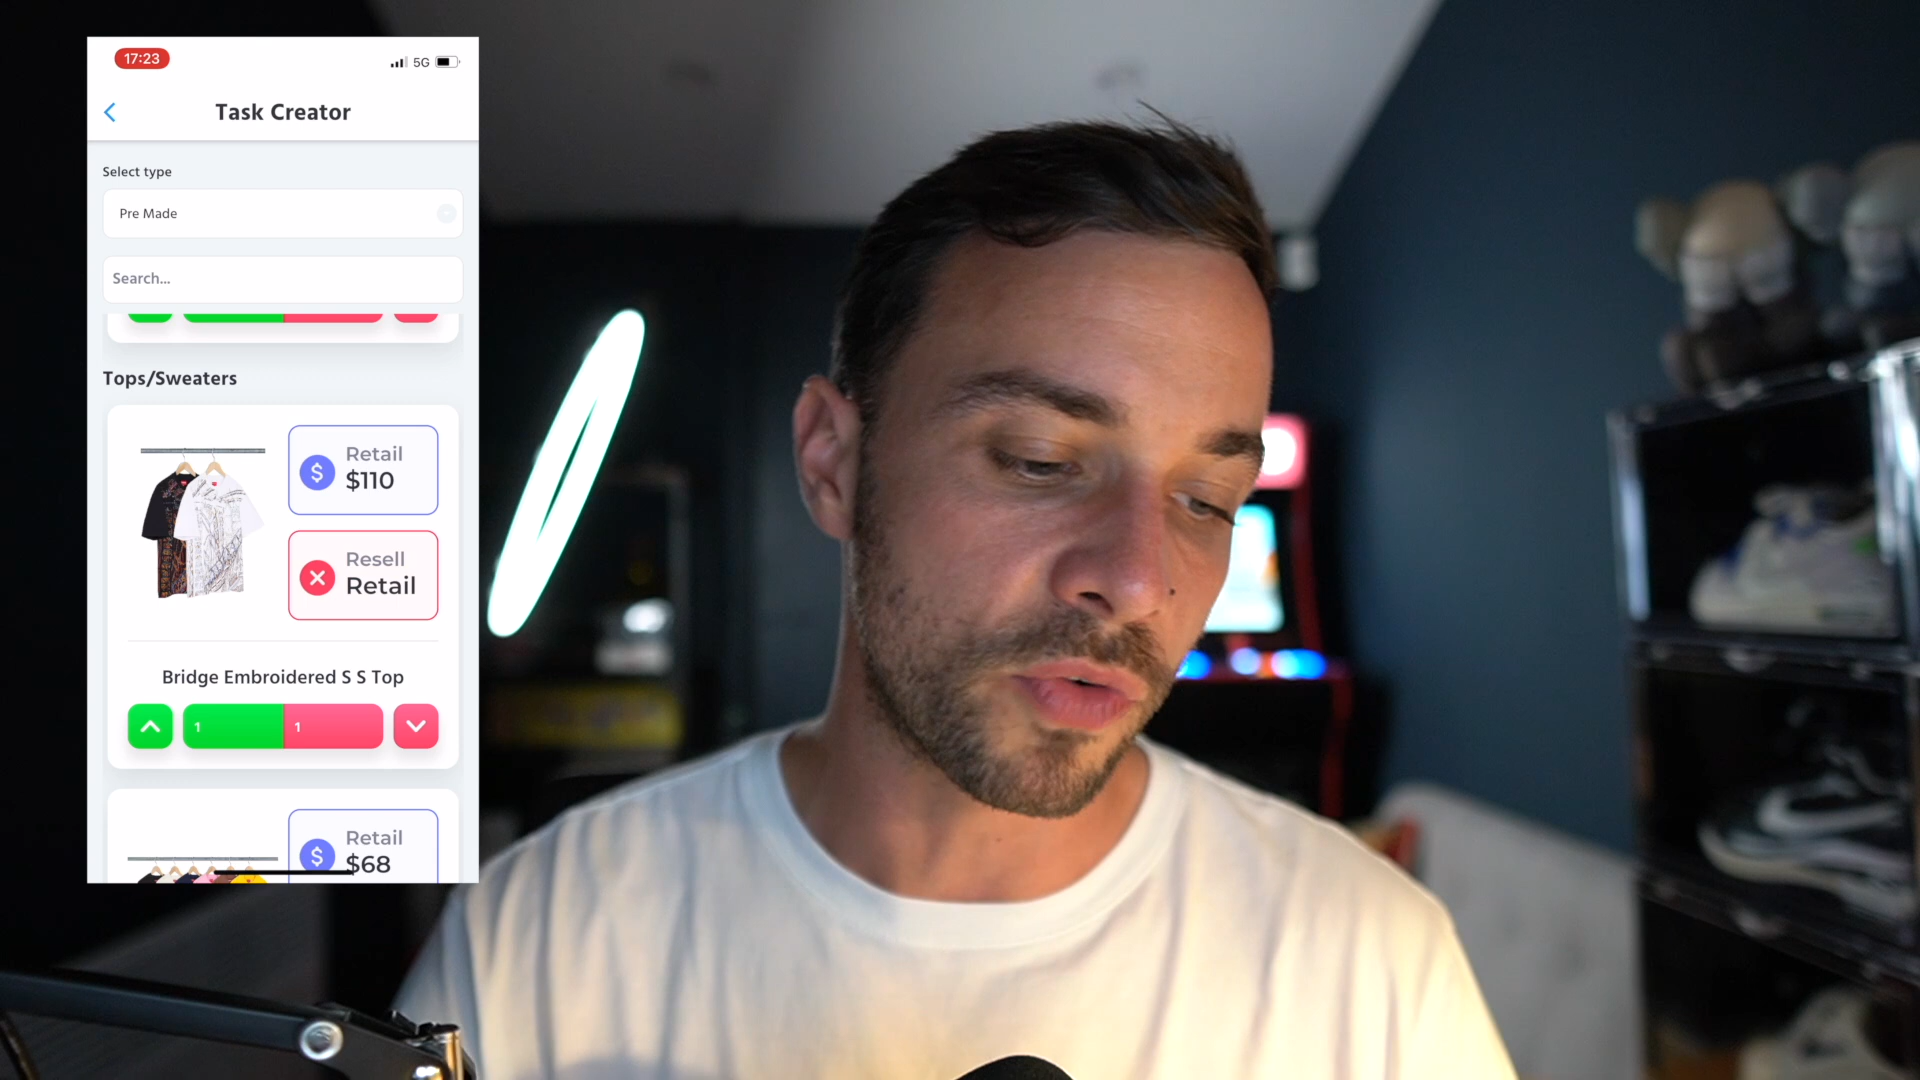 17:23
5G
Task Creator
Select type
Pre Made
Search...
Tops/Sweaters
$
Retail
$110
Resell
Retail
Bridge Embroidered S S Top
1
1
$
Retail
$68